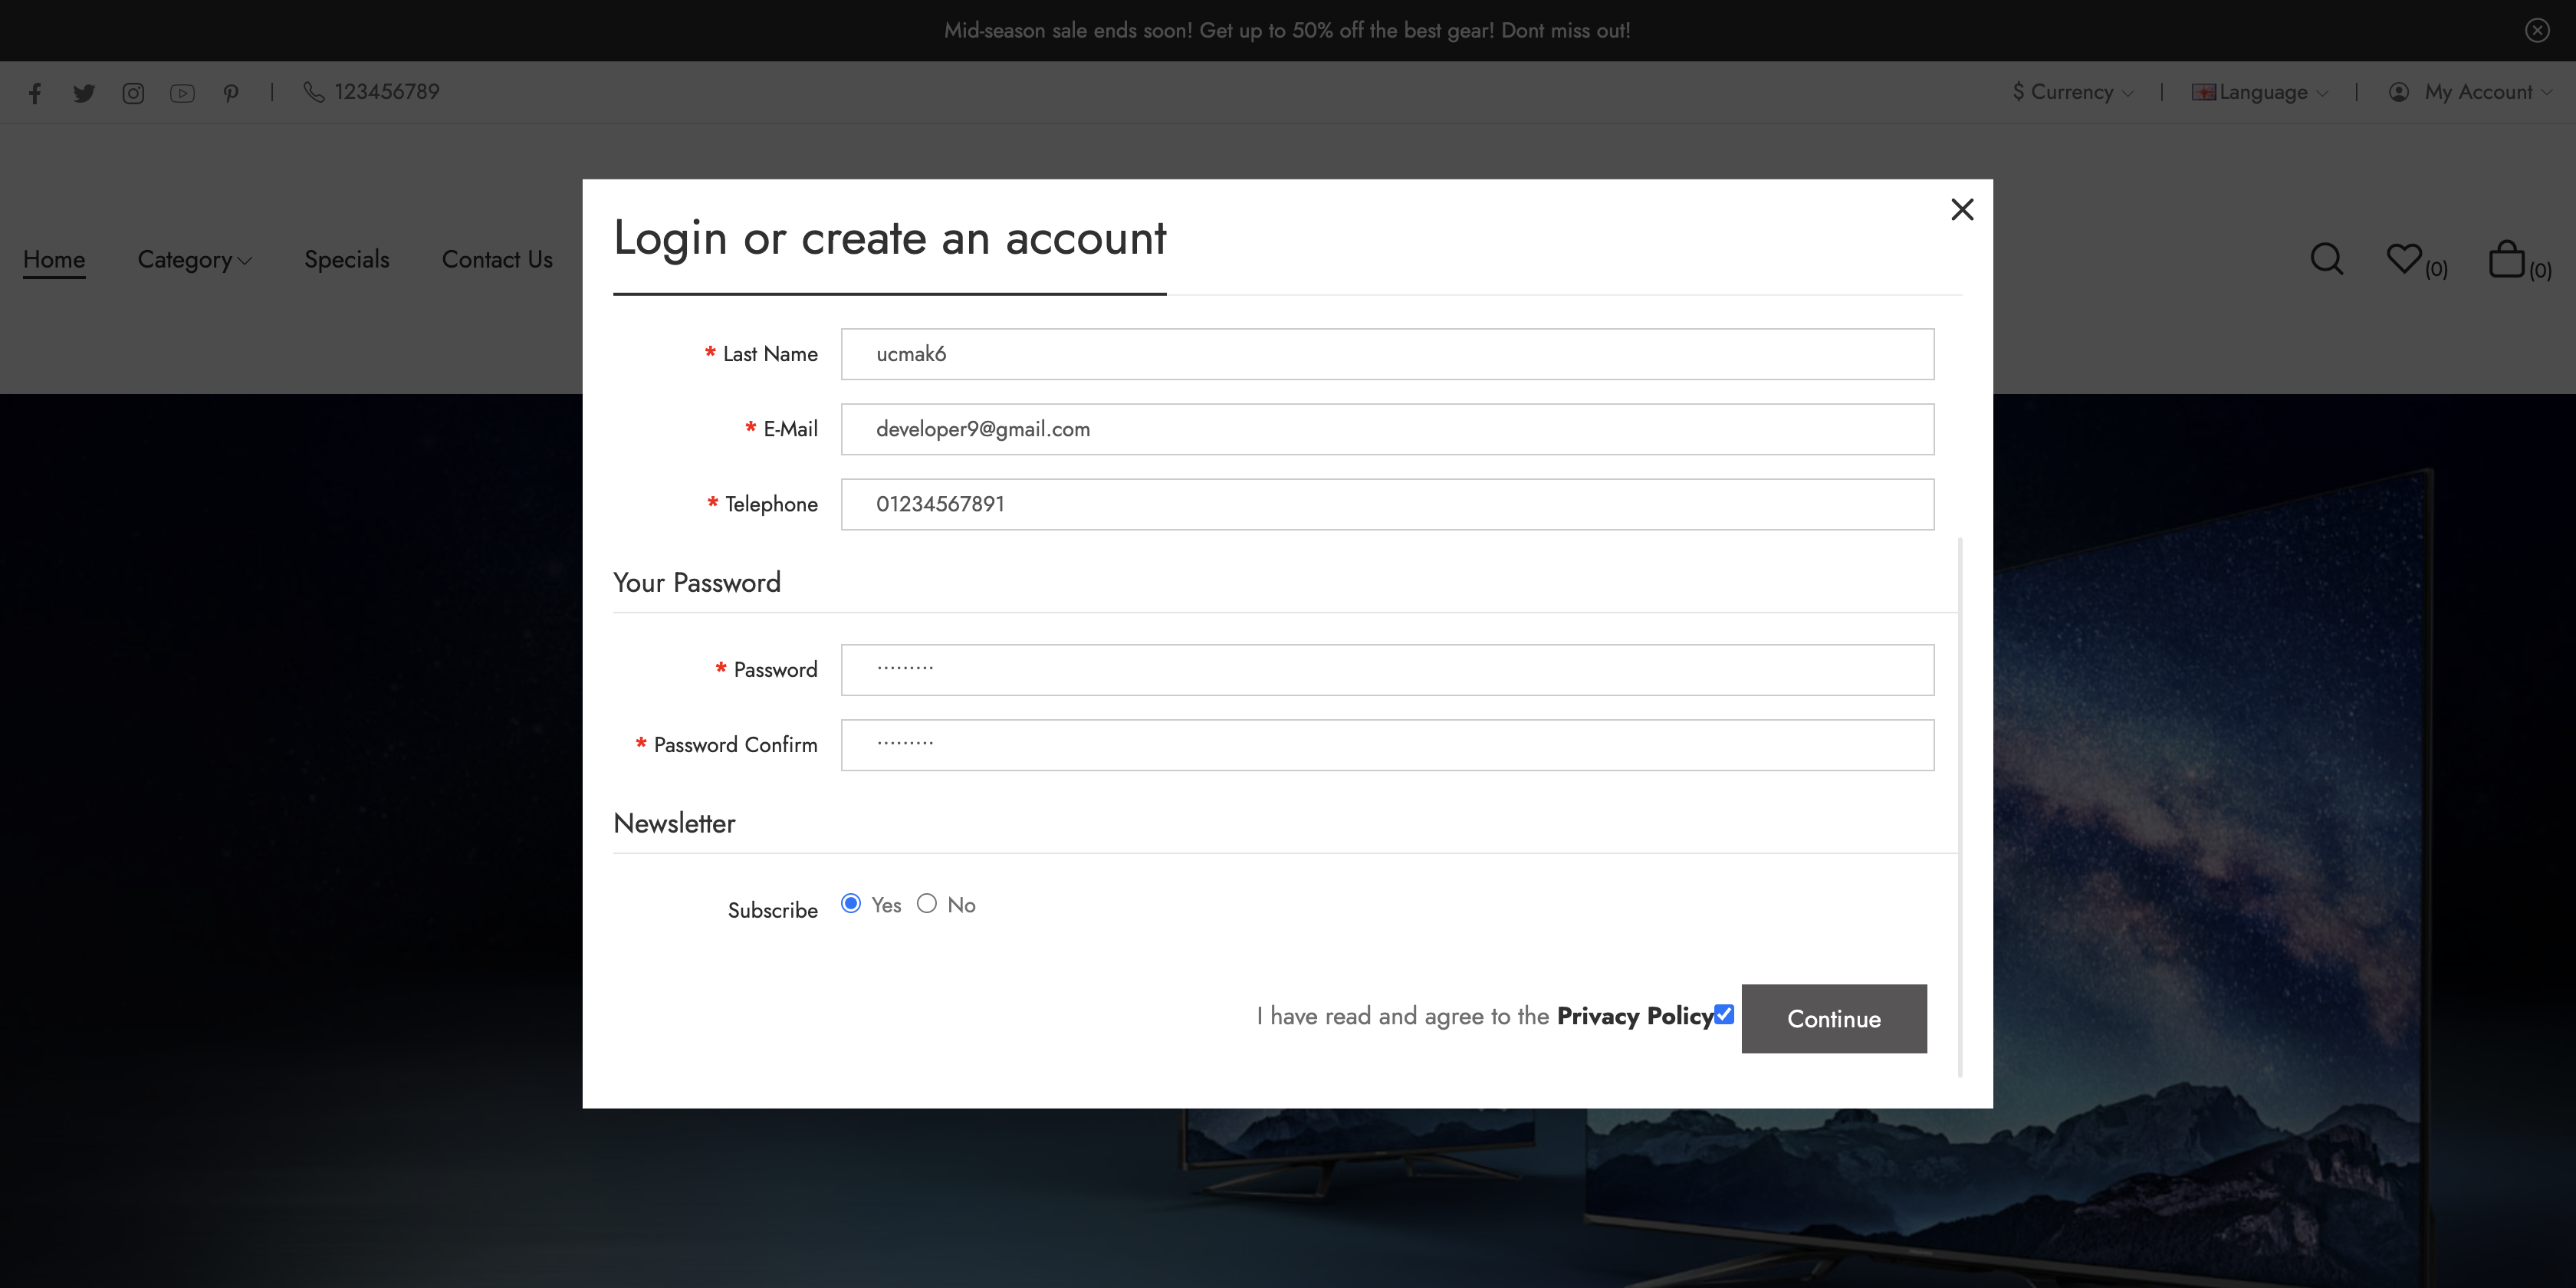 Mid-season sale ends soon! Get up to 50% off the best gear! Dont miss out!
123456789
$ Currency
Language
My Account
Home
Category
Specials
Contact Us
(0)
(0)
Login or create an account
* Last Name
ucmak6
* E-Mail
developer9@gmail.com
* Telephone
01234567891
Your Password
* Password
·········
* Password Confirm
·········
Newsletter
Subscribe
Yes
No
I have read and agree to the Privacy Policy
Continue